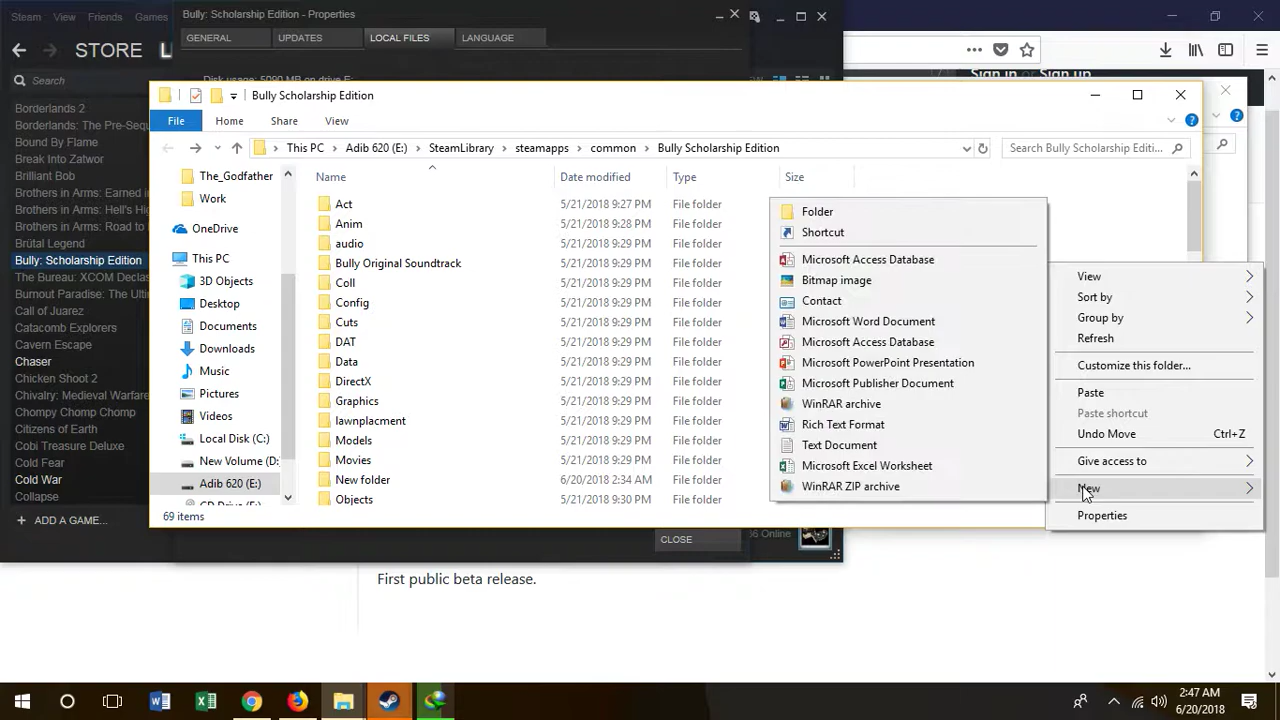 Steam View Friends Games
Bully: Scholarship Edition - Properties
STORE
GENERAL UPDATES LOCAL FILES LANGUAGE
Search
Disk usage: 5090 MB on drive E:
Sign in or Sign up
Borderlands 2
Borderlands: The Pre-Sequ
Bound By Flame
Break Into Zatwor
Brilliant Bob
Brothers in Arms: Earned in
Brothers in Arms: Hell's Hig
Brothers in Arms: Road to
Brütal Legend
Bully: Scholarship Edition
The Bureau: XCOM Declas
Burnout Paradise: The Ultim
Call of Juarez
Catacomb Explorers
Cavern Escape
Chaser
Chicken Shoot 2
Chivalry: Medieval Warfare
Chompy Chomp Chomp
Citizens of Earth
Cobi Treasure Deluxe
Cold Fear
Cold War
Collapse
ADD A GAME...
Bully Scholarship Edition
File Home Share View
This PC Adib 620 (E:) SteamLibrary steamapps common Bully Scholarship Edition
Search Bully Scholarship Editi...
The_Godfather
Work
OneDrive
This PC
3D Objects
Desktop
Documents
Downloads
Music
Pictures
Videos
Local Disk (C:)
New Volume (D:
Adib 620 (E:)
CD Drive (F:)
Name Date modified Type Size
Act 5/21/2018 9:27 PM File folder
Anim 5/21/2018 9:28 PM File folder
audio 5/21/2018 9:29 PM File folder
Bully Original Soundtrack 5/21/2018 9:29 PM File folder
Coll 5/21/2018 9:29 PM File folder
Config 5/21/2018 9:29 PM File folder
Cuts 5/21/2018 9:29 PM File folder
DAT 5/21/2018 9:29 PM File folder
Data 5/21/2018 9:29 PM File folder
DirectX 5/21/2018 9:29 PM File folder
Graphics 5/21/2018 9:29 PM File folder
lawnplacment 5/21/2018 9:29 PM File folder
Models 5/21/2018 9:29 PM File folder
Movies 5/21/2018 9:29 PM File folder
New folder 6/20/2018 2:34 AM File folder
Objects 5/21/2018 9:30 PM File folder
69 items
Folder
Shortcut
Microsoft Access Database
Bitmap image
Contact
Microsoft Word Document
Microsoft Access Database
Microsoft PowerPoint Presentation
Microsoft Publisher Document
WinRAR archive
Rich Text Format
Text Document
Microsoft Excel Worksheet
WinRAR ZIP archive
View
Sort by
Group by
Refresh
Customize this folder...
Paste
Paste shortcut
Undo Move Ctrl+Z
Give access to
New
Properties
CLOSE
Online
First public beta release.
2:47 AM
6/20/2018